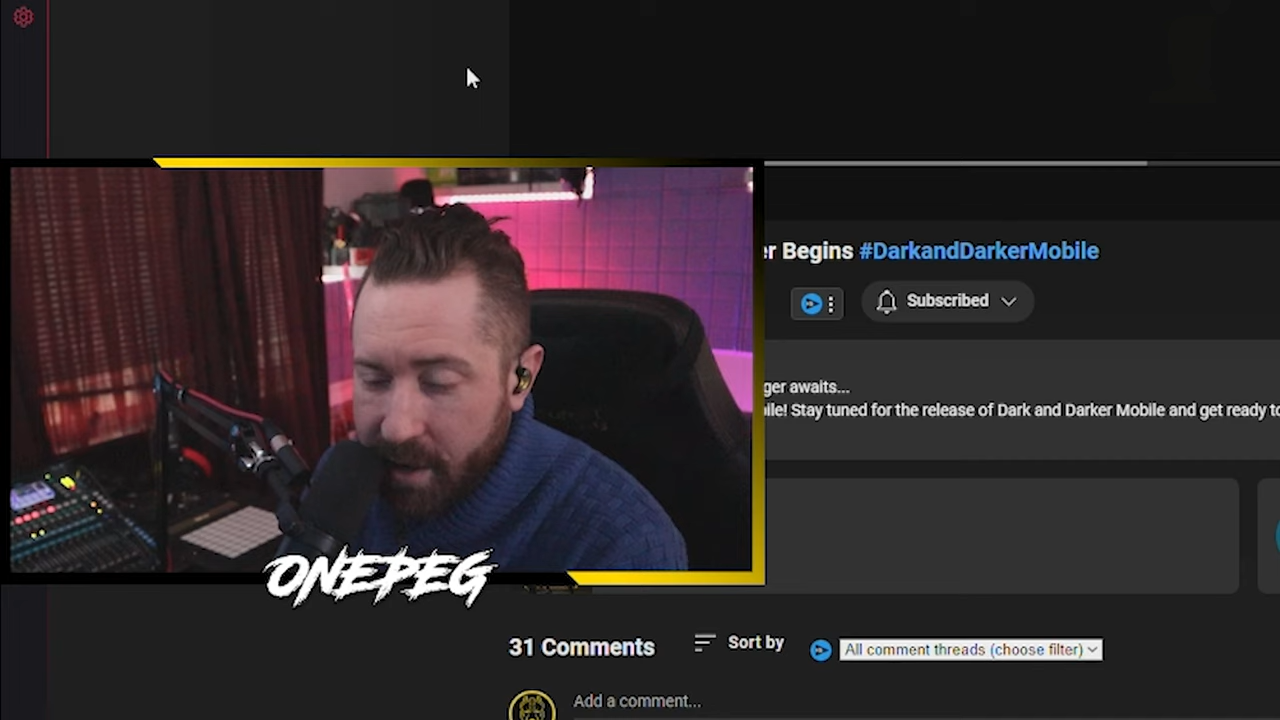 er Begins #DarkandDarkerMobile
Subscribed
ger awaits...
ile! Stay tuned for the release of Dark and Darker Mobile and get ready to
ONEPEG
31 Comments
Sort by
All comment threads (choose filter)
Add a comment...